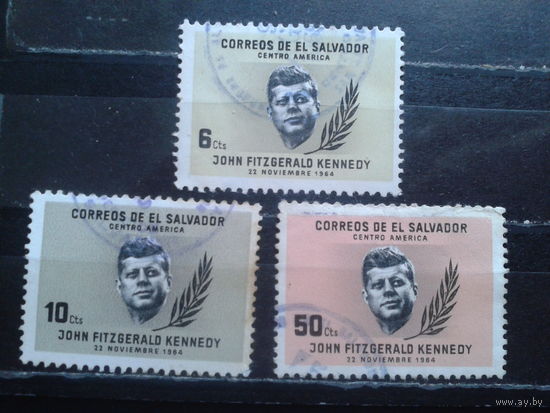 CORREOS DE EL SALVADOR
CENTRO AMERICA
6 Cts
JOHN FITZGERALD KENNEDY
22 NOVIEMBRE 1964
CORREOS DE EL SALVADOR
CENTRO AMERICA
10 Cts
JOHN FITZGERALD KENNEDY
22 NOVIEMBRE 1964
CORREOS DE EL SALVADOR
CENTRO AMERICA
50 Cts
JOHN FITZGERALD KENNEDY
22 NOVIEMBRE 1964
www.ay.by